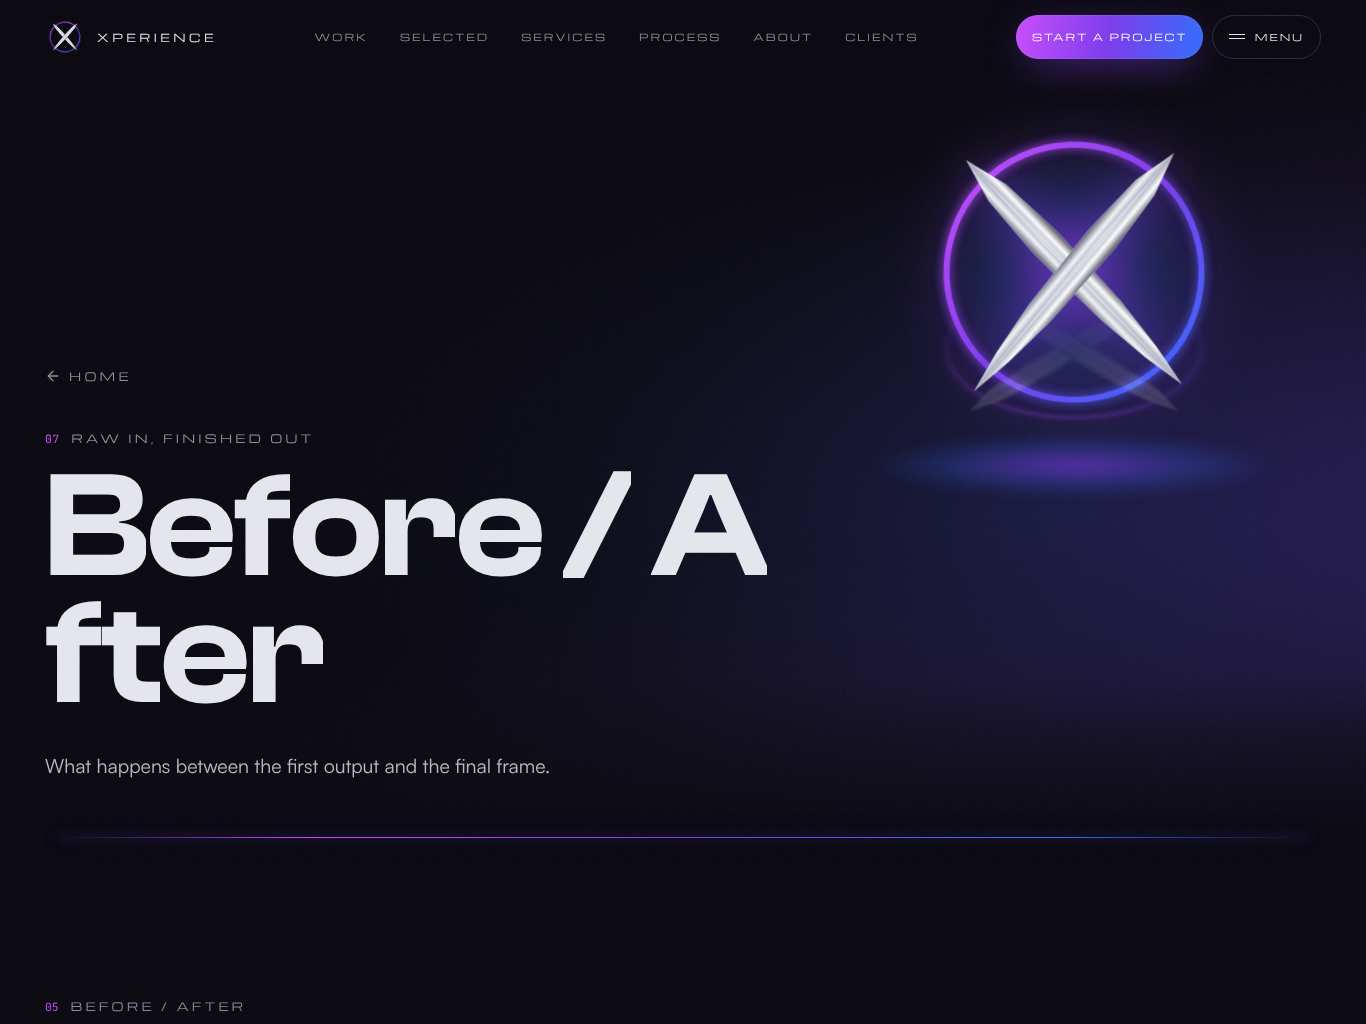 XPERIENCE
WORK SELECTED SERVICES PROCESS ABOUT CLIENTS
START A PROJECT
MENU
HOME
07 RAW IN, FINISHED OUT
Before / A
fter
What happens between the first output and the final frame.
05 BEFORE / AFTER